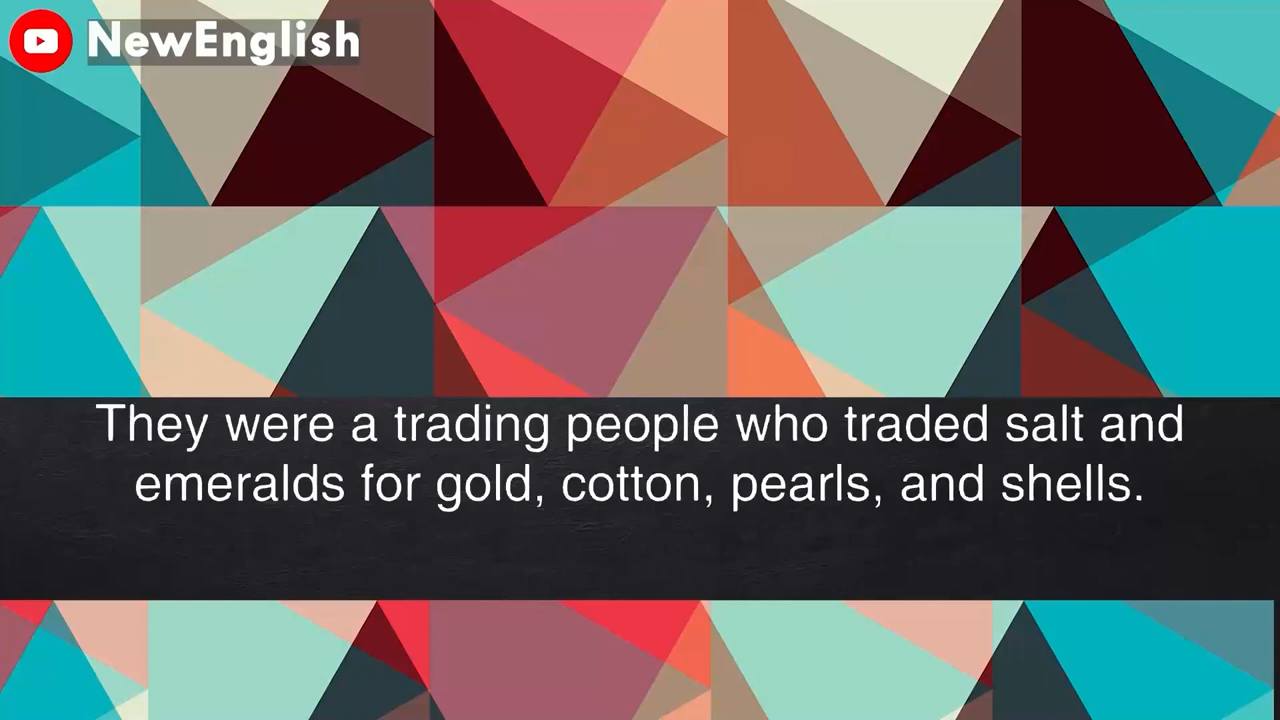 NewEnglish
They were a trading people who traded salt and
emeralds for gold, cotton, pearls, and shells.